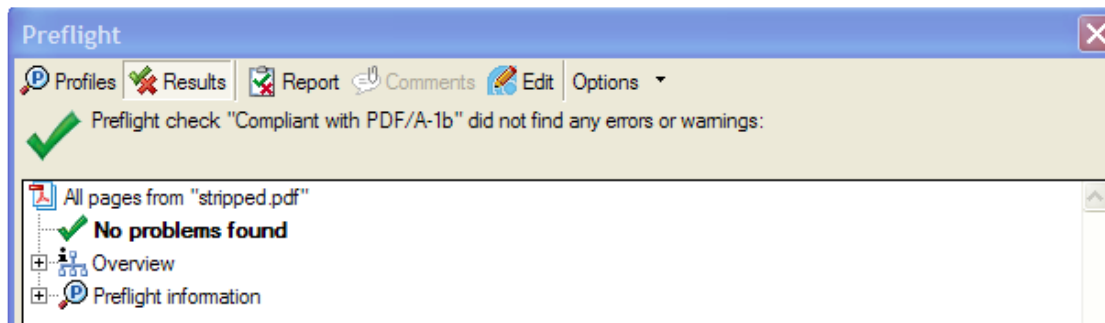 Preflight
Profiles Results Report Comments Edit Options
Preflight check "Compliant with PDF/A-1b" did not find any errors or warnings:
All pages from "stripped.pdf"
No problems found
Overview
Preflight information